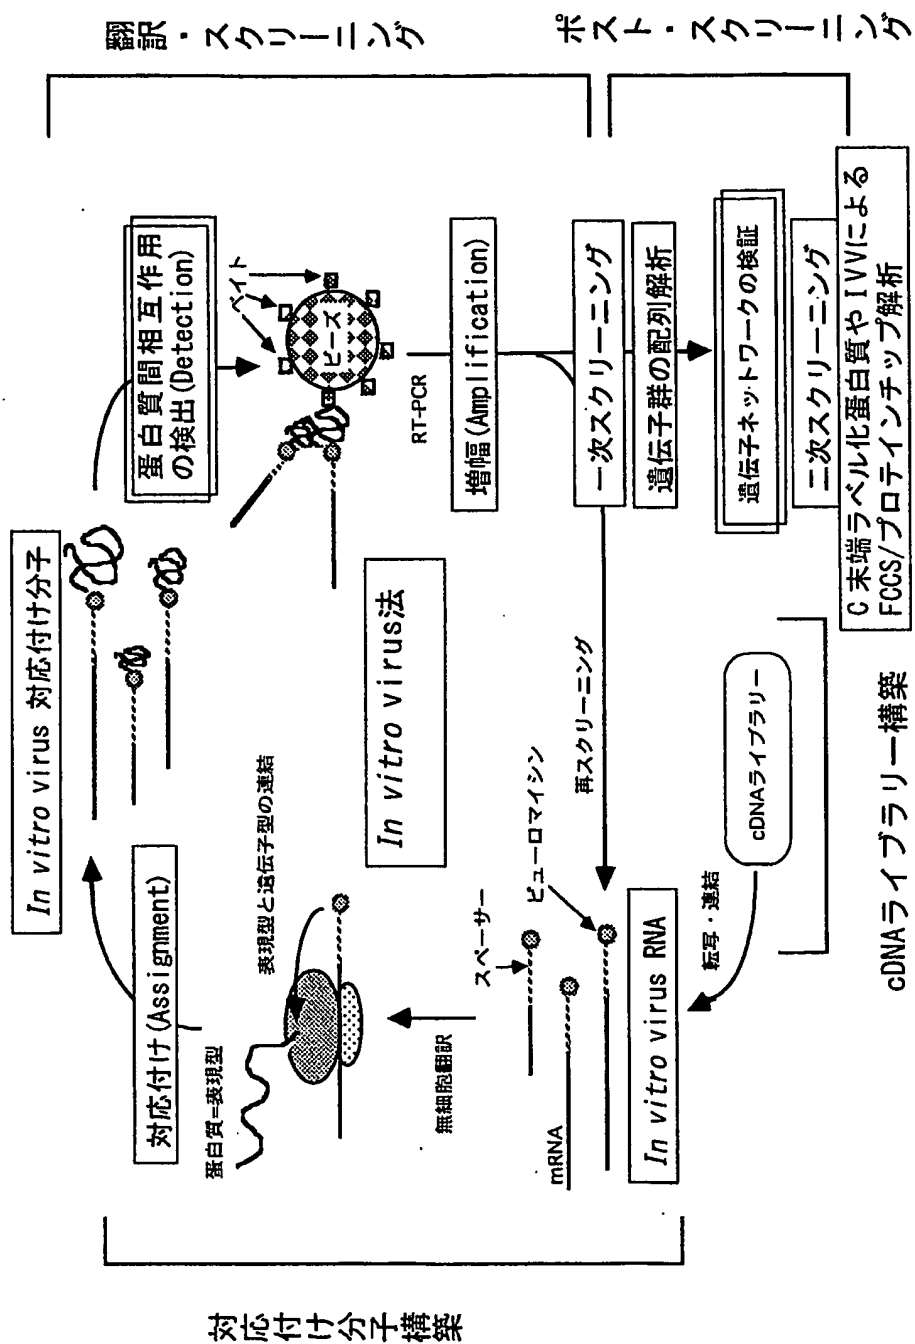 対応付け分子構築
翻訳・スクリーニング
ポスト・スクリーニング
cDNAライブラリー構築
In vitro virus法
In vitro virus 対応付け分子
対応付け(Assignment)
蛋白質=表現型
表現型と遺伝子型の連結
無細胞翻訳
mRNA
スペーサー
ピューロマイシン
In vitro virus RNA
転写・連結
cDNAライブラリー
再スクリーニング
蛋白質間相互作用
の検出(Detection)
ベイト
ビーズ
RT-PCR
増幅(Amplification)
一次スクリーニング
遺伝子群の配列解析
遺伝子ネットワークの検証
二次スクリーニング
C末端ラベル化蛋白質やIVVによる
FCCS/プロテインチップ解析